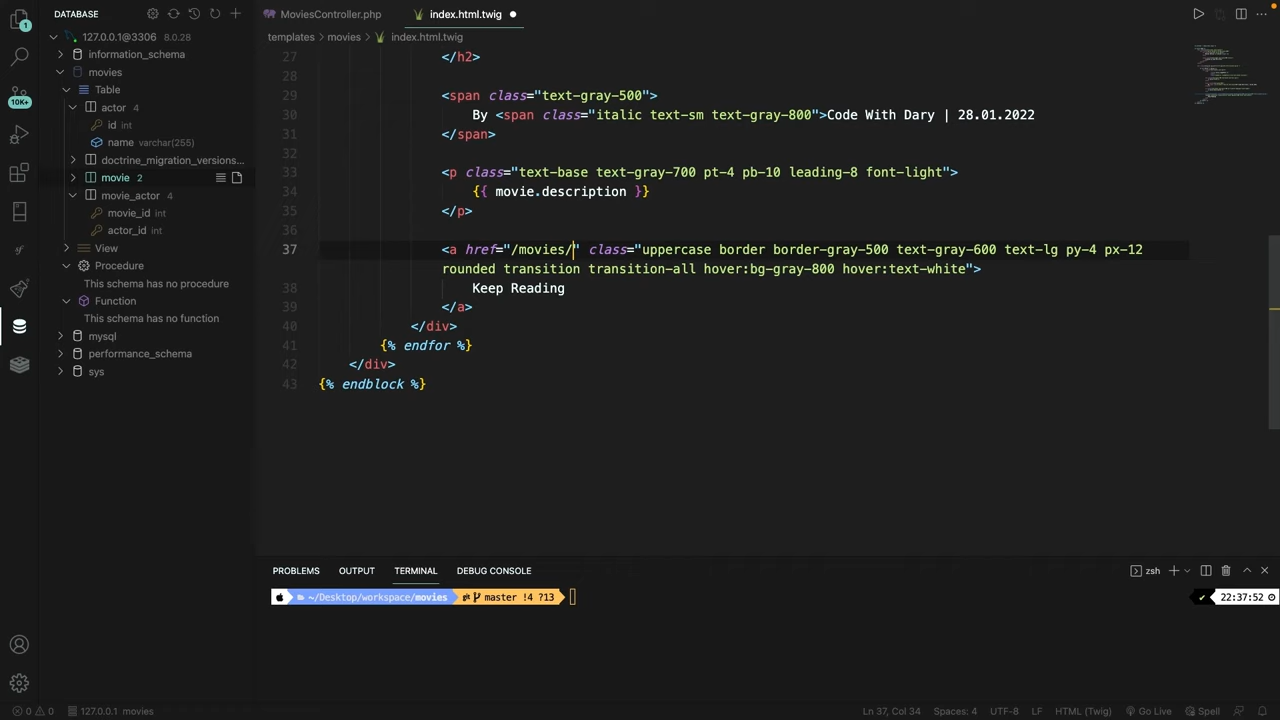 DATABASE
MoviesController.php
index.html.twig
127.0.0.1@3306 8.0.28
information_schema
movies
Table
actor 4
id int
name varchar(255)
doctrine_migration_versions...
movie 2
movie_actor 4
movie_id int
actor_id int
View
Procedure
This schema has no procedure
Function
This schema has no function
mysql
performance_schema
sys
1
10K+
templates > movies > index.html.twig
27 </h2>
28
29 <span class="text-gray-500">
30 By <span class="italic text-sm text-gray-800">Code With Dary | 28.01.2022
31 </span>
32
33 <p class="text-base text-gray-700 pt-4 pb-10 leading-8 font-light">
34 {{ movie.description }}
35 </p>
36
37 <a href="/movies/" class="uppercase border border-gray-500 text-gray-600 text-lg py-4 px-12
rounded transition transition-all hover:bg-gray-800 hover:text-white">
38 Keep Reading
39 </a>
40 </div>
41 {% endfor %}
42 </div>
43 {% endblock %}
PROBLEMS OUTPUT TERMINAL DEBUG CONSOLE
zsh
~/Desktop/workspace/movies master !4 ?13
22:37:52
0 0 127.0.0.1 movies
Ln 37, Col 34 Spaces: 4 UTF-8 LF HTML (Twig) Go Live Spell